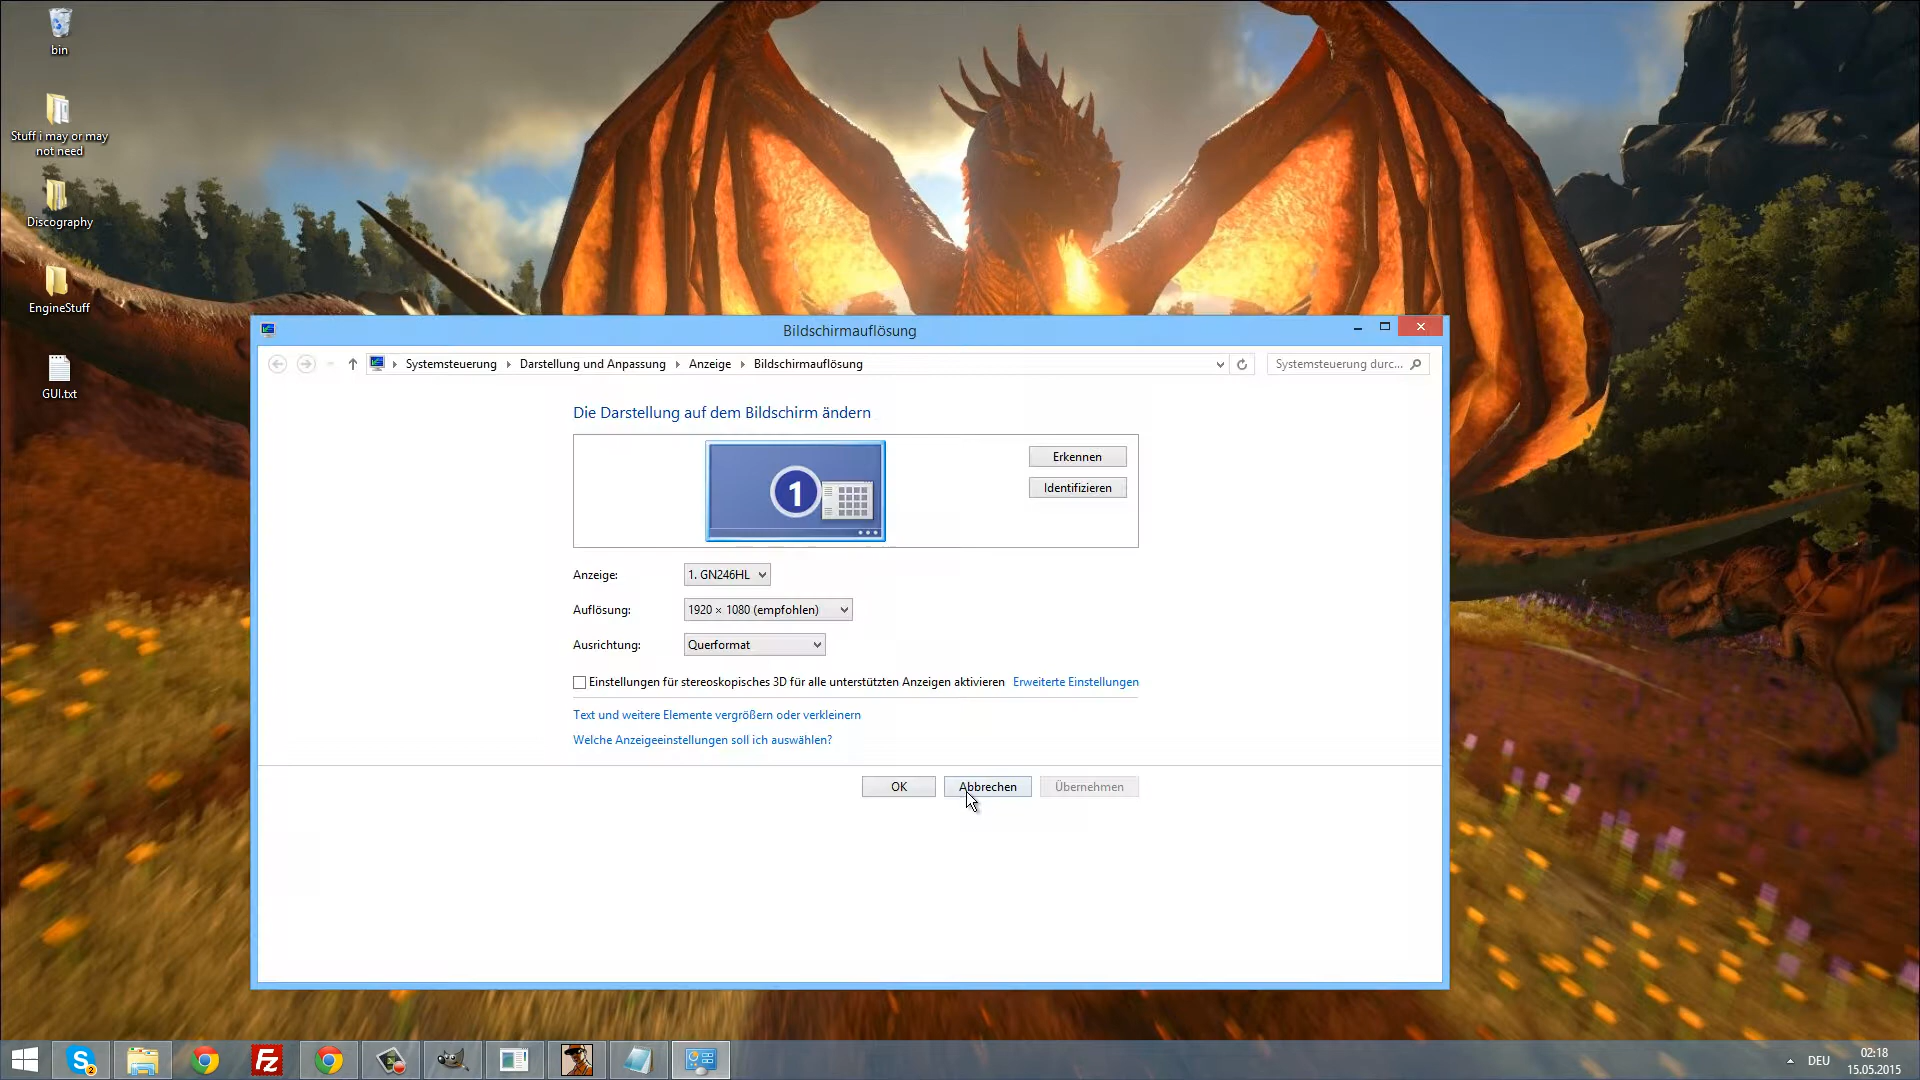 bin
Stuff i may or may
not need
Discography
EngineStuff
GUI.txt
Bildschirmauflösung
Systemsteuerung
Darstellung und Anpassung
Anzeige
Bildschirmauflösung
Systemsteuerung durc...
Die Darstellung auf dem Bildschirm ändern
1
Erkennen
Identifizieren
Anzeige:
1. GN246HL
Auflösung:
1920 × 1080 (empfohlen)
Ausrichtung:
Querformat
Einstellungen für stereoskopisches 3D für alle unterstützten Anzeigen aktivieren
Erweiterte Einstellungen
Text und weitere Elemente vergrößern oder verkleinern
Welche Anzeigeeinstellungen soll ich auswählen?
OK
Abbrechen
Übernehmen
S
2
FZ
DEU
02:18
15.05.2015